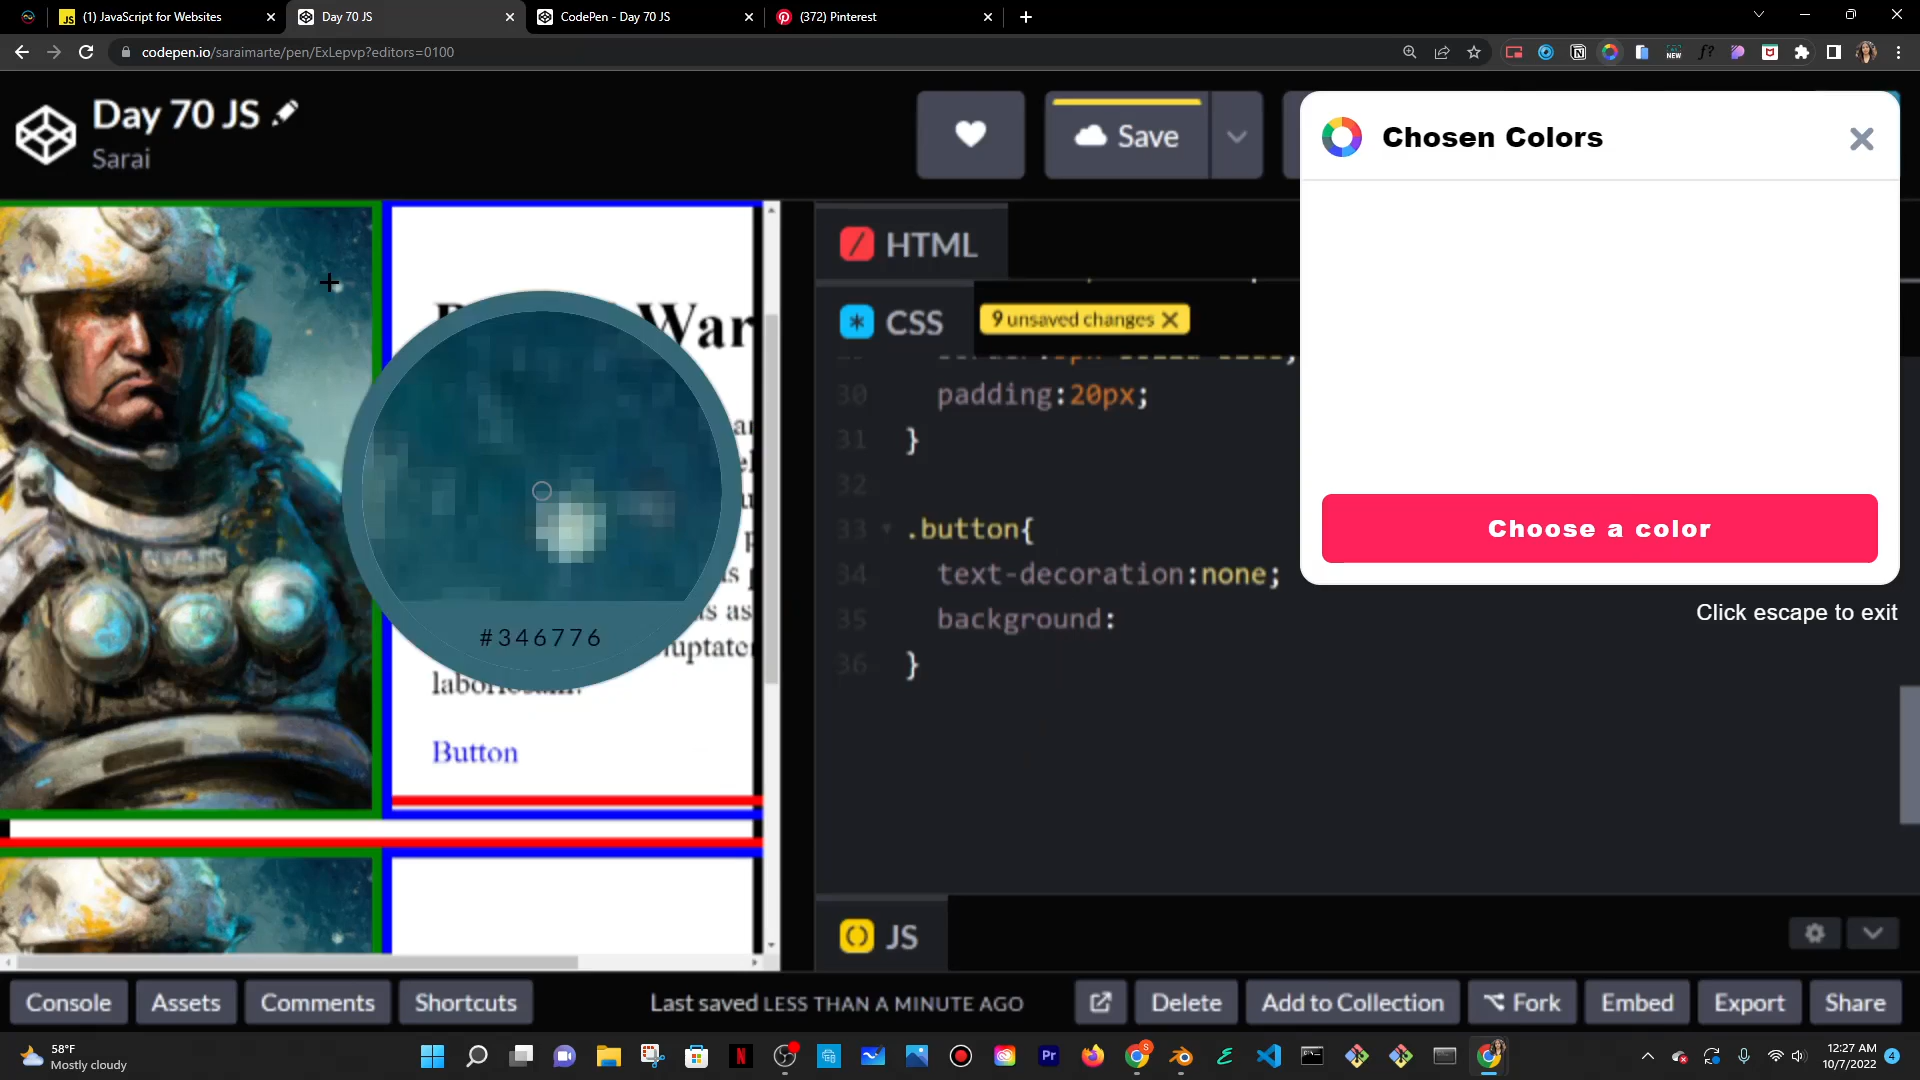 (1) JavaScript for Websites
Day 70 JS
CodePen - Day 70 JS
(372) Pinterest
codepen.io/saraimarte/pen/ExLepvp?editors=0100
NEW
f?
Day 70 JS
Sarai
Save
Chosen Colors
HTML
CSS
9 unsaved changes
War
30 padding:20px;
31 }
32
33 .button{
34 text-decoration:none;
35 background:
36 }
Choose a color
Click escape to exit
#346776
Button
JS
Console
Assets
Comments
Shortcuts
Last saved LESS THAN A MINUTE AGO
Delete
Add to Collection
Fork
Embed
Export
Share
58°F
Mostly cloudy
N
Pr
S
12:27 AM
10/7/2022
4